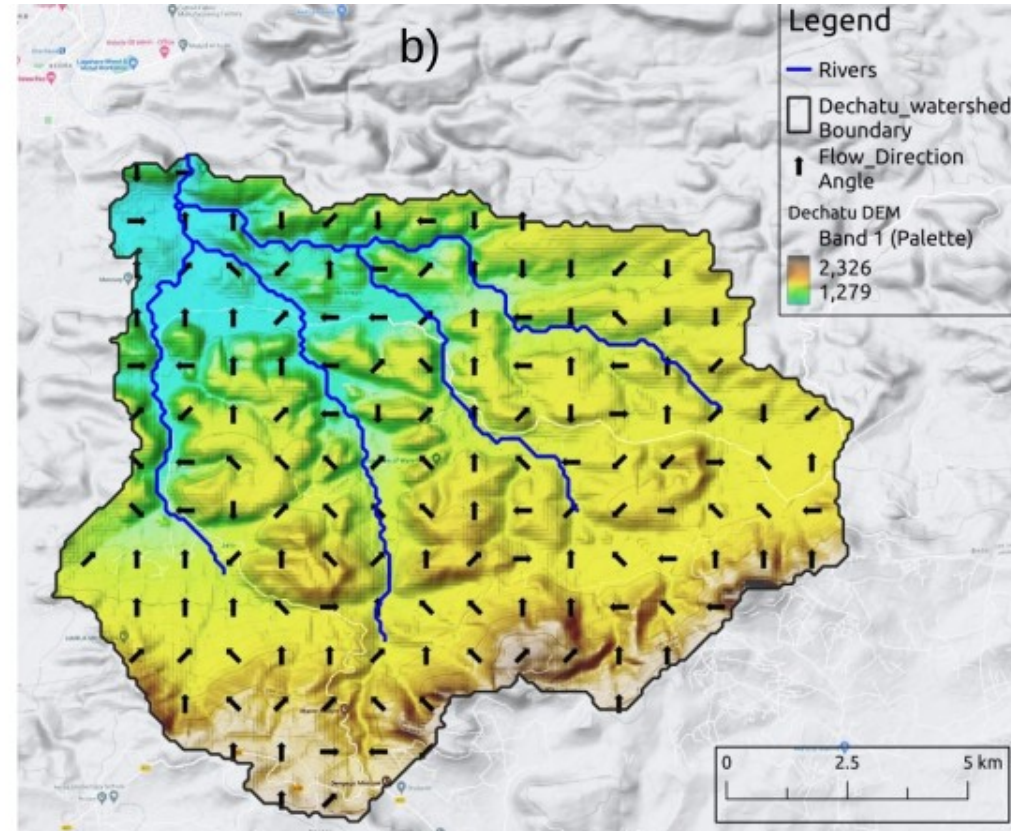 b)
Legend
Rivers
Dechatu_watershed
Boundary
Flow_Direction
Angle
Dechatu DEM
Band 1 (Palette)
2,326
1,279
0 2.5 5 km